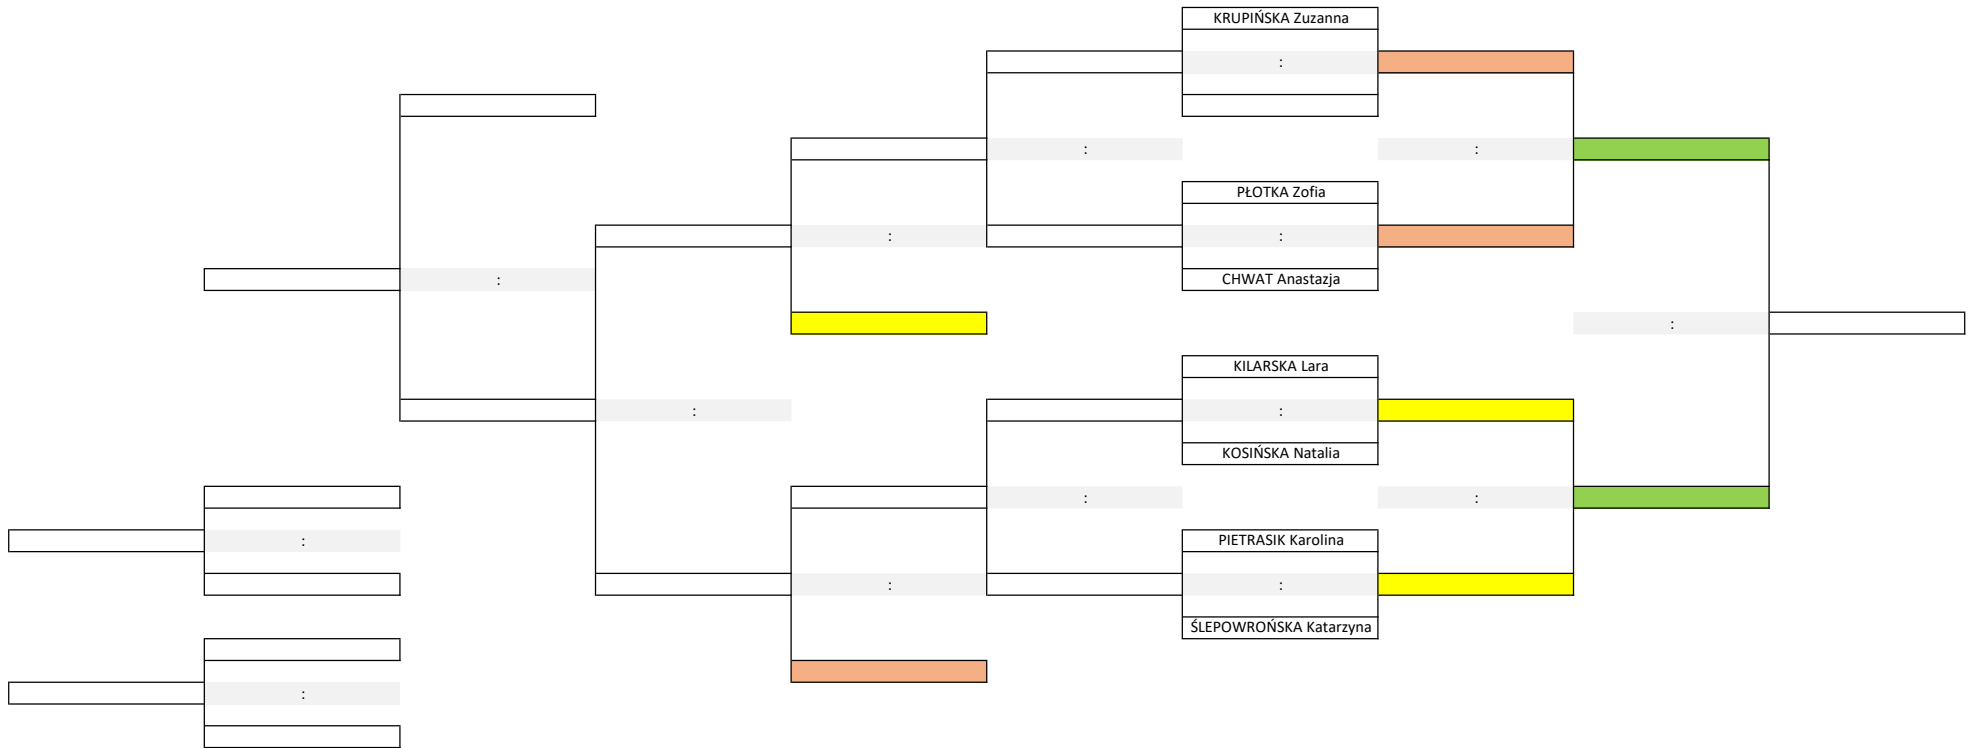 KRUPIŃSKA Zuzanna
:
: :
PŁOTKA Zofia
: :
CHWAT Anastazja
:
:
KILARSKA Lara
: :
KOSIŃSKA Natalia
: :
PIETRASIK Karolina
:
: :
ŚLEPOWROŃSKA Katarzyna
: